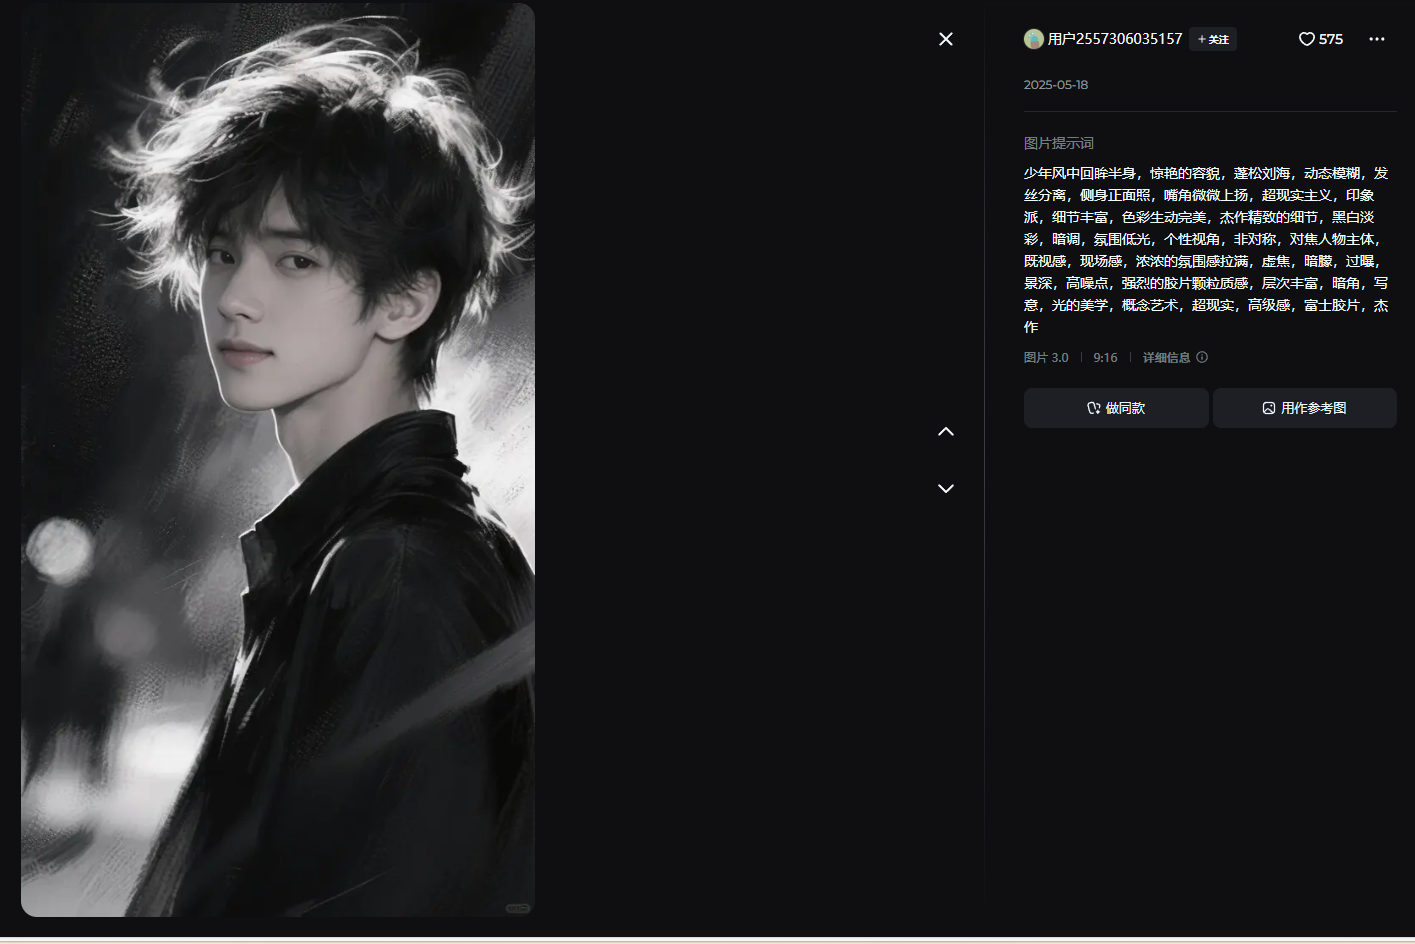 用户2557306035157
+ 关注
575
2025-05-18
图片提示词
少年风中回眸半身，惊艳的容貌，蓬松刘海，动态模糊，发
丝分离，侧身正面照，嘴角微微上扬，超现实主义，印象
派，细节丰富，色彩生动完美，杰作精致的细节，黑白淡
彩，暗调，氛围低光，个性视角，非对称，对焦人物主体，
既视感，现场感，浓浓的氛围感拉满，虚焦，暗朦，过曝，
景深，高噪点，强烈的胶片颗粒质感，层次丰富，暗角，写
意，光的美学，概念艺术，超现实，高级感，富士胶片，杰
作
图片 3.0 | 9:16 | 详细信息
做同款
用作参考图